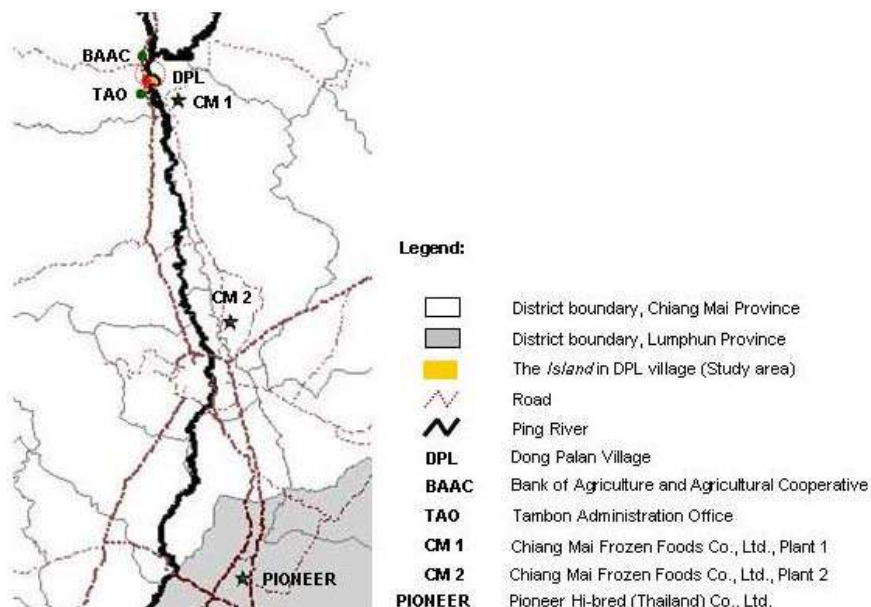 BAAC
DPL
TAO
CM 1
CM 2
PIONEER
Legend:
District boundary, Chiang Mai Province
District boundary, Lumphun Province
The Island in DPL village (Study area)
Road
Ping River
DPL Dong Palan Village
BAAC Bank of Agriculture and Agricultural Cooperative
TAO Tambon Administration Office
CM 1 Chiang Mai Frozen Foods Co., Ltd., Plant 1
CM 2 Chiang Mai Frozen Foods Co., Ltd., Plant 2
PIONEER Pioneer Hi-bred (Thailand) Co., Ltd.